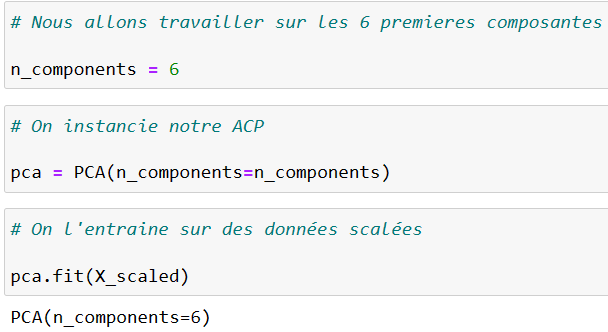 # Nous allons travailler sur les 6 premieres composantes
n_components = 6
# On instancie notre ACP
pca = PCA(n_components=n_components)
# On l'entraine sur des données scalées
pca.fit(X_scaled)
PCA(n_components=6)